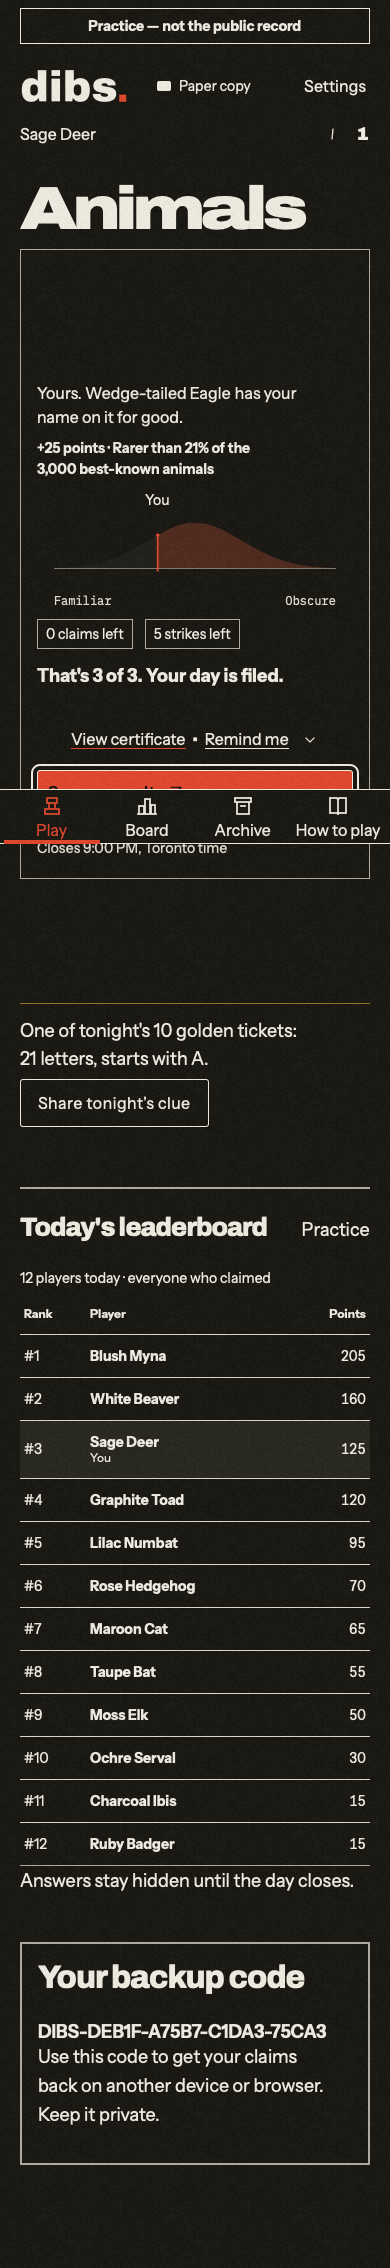 Practice — not the public record
dibs.
Paper copy
Settings
Sage Deer
1
Animals
Yours. Wedge-tailed Eagle has your
name on it for good.
+25 points · Rarer than 21% of the
3,000 best-known animals
You
Familiar
Obscure
0 claims left
5 strikes left
That's 3 of 3. Your day is filed.
View certificate • Remind me
Play
Board
Archive
How to play
Closes 9:00 PM, Toronto time
One of tonight's 10 golden tickets:
21 letters, starts with A.
Share tonight's clue
Today's leaderboard
Practice
12 players today · everyone who claimed
Rank Player Points
#1 Blush Myna 205
#2 White Beaver 160
#3 Sage Deer 125
You
#4 Graphite Toad 120
#5 Lilac Numbat 95
#6 Rose Hedgehog 70
#7 Maroon Cat 65
#8 Taupe Bat 55
#9 Moss Elk 50
#10 Ochre Serval 30
#11 Charcoal Ibis 15
#12 Ruby Badger 15
Answers stay hidden until the day closes.
Your backup code
DIBS-DEB1F-A75B7-C1DA3-75CA3
Use this code to get your claims
back on another device or browser.
Keep it private.